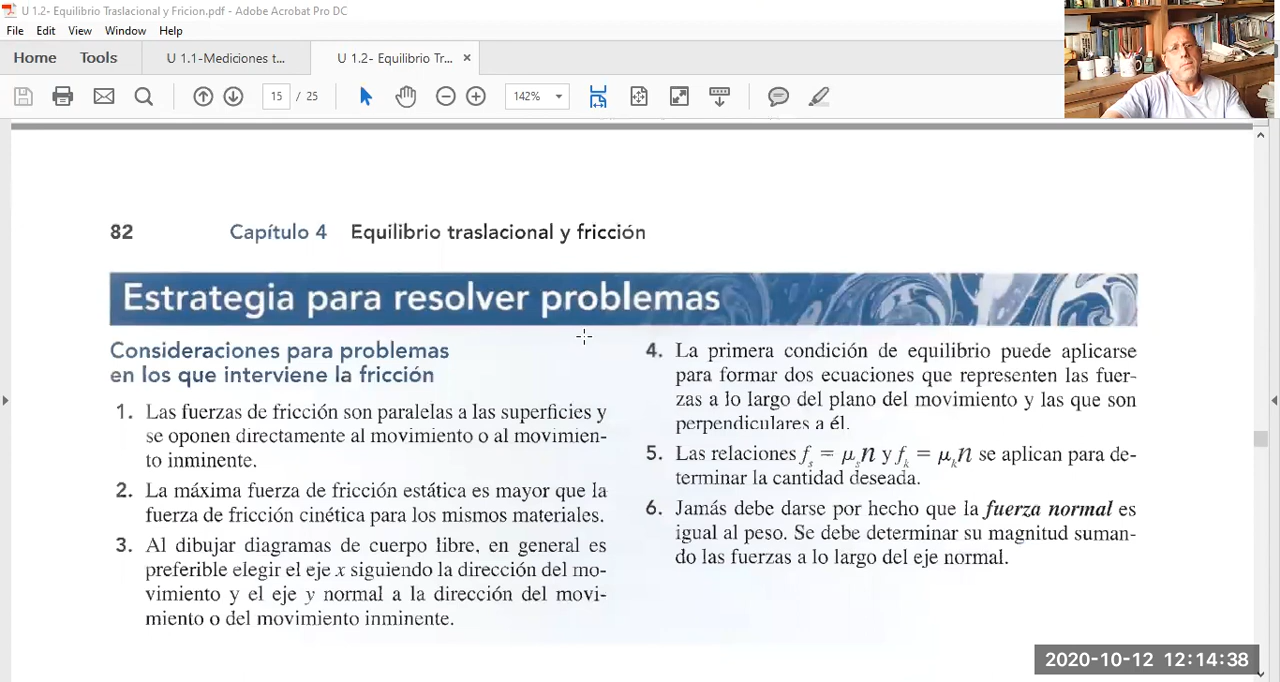 U 1.2- Equilibrio Traslacional y Fricion.pdf - Adobe Acrobat Pro DC
File Edit View Window Help
Home Tools U 1.1-Mediciones t... U 1.2- Equilibrio Tr... ×
15 / 25 142%
82 Capítulo 4 Equilibrio traslacional y fricción
Estrategia para resolver problemas
Consideraciones para problemas
en los que interviene la fricción
1. Las fuerzas de fricción son paralelas a las superficies y
se oponen directamente al movimiento o al movimien-
to inminente.
2. La máxima fuerza de fricción estática es mayor que la
fuerza de fricción cinética para los mismos materiales.
3. Al dibujar diagramas de cuerpo libre, en general es
preferible elegir el eje x siguiendo la dirección del mo-
vimiento y el eje y normal a la dirección del movi-
miento o del movimiento inminente.
4. La primera condición de equilibrio puede aplicarse
para formar dos ecuaciones que representen las fuer-
zas a lo largo del plano del movimiento y las que son
perpendiculares a él.
5. Las relaciones fₛ = μₛn y fₖ = μₖn se aplican para de-
terminar la cantidad deseada.
6. Jamás debe darse por hecho que la fuerza normal es
igual al peso. Se debe determinar su magnitud suman-
do las fuerzas a lo largo del eje normal.
2020-10-12 12:14:38